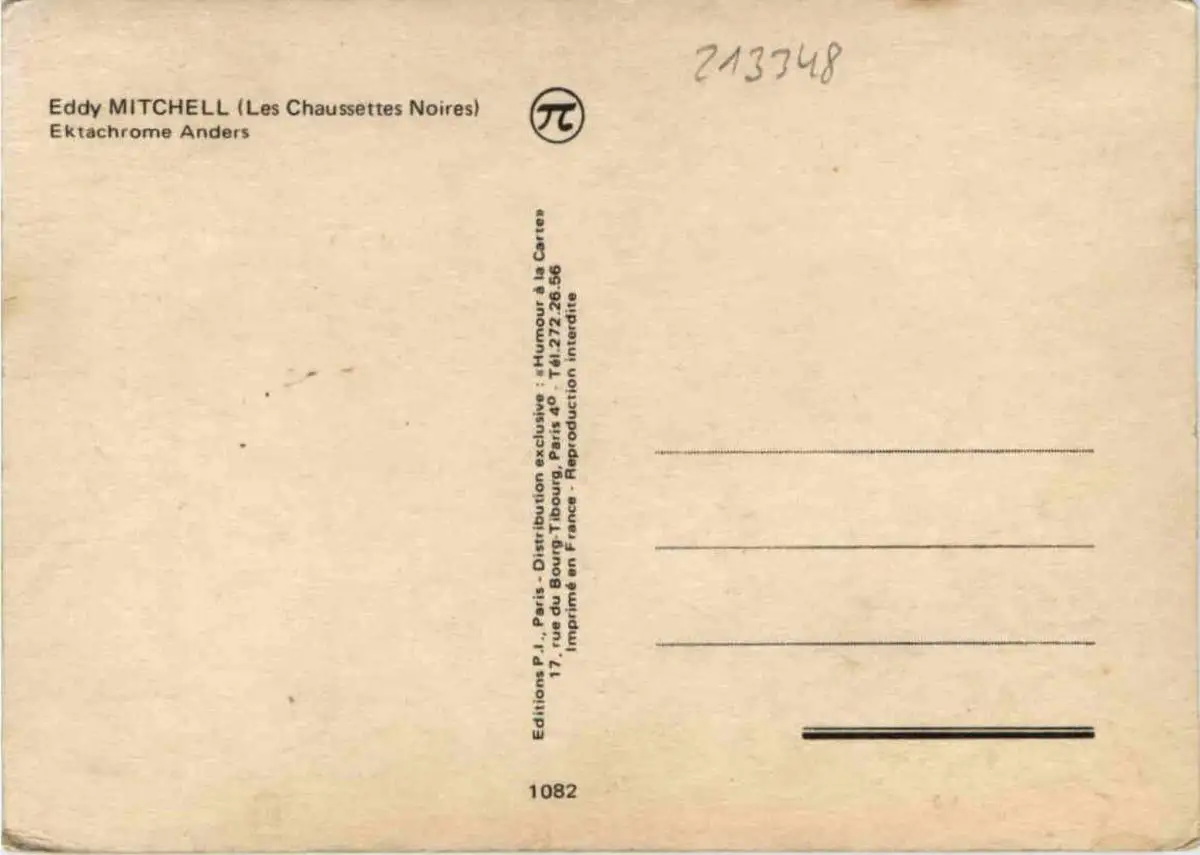 213348
Eddy MITCHELL (Les Chaussettes Noires)
Ektachrome Anders
π
Editions P.I., Paris - Distribution exclusive : «Humour à la Carte»
17, rue du Bourg-Tibourg, Paris 4º - Tél.272.26.56
Imprimé en France - Reproduction interdite
1082